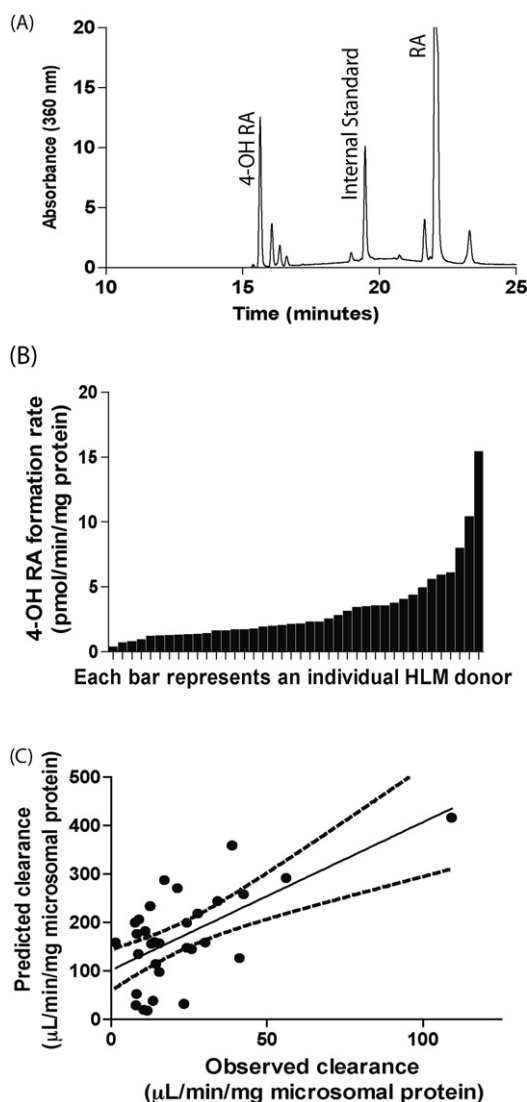 (A)
20
15
10
5
0
Absorbance (360 nm)
4-OH RA
Internal Standard
RA
10 15 20 25
Time (minutes)
(B)
20
15
10
5
0
4-OH RA formation rate
(pmol/min/mg protein)
Each bar represents an individual HLM donor
(C)
500
400
300
200
100
0
Predicted clearance
(μL/min/mg microsomal protein)
0 50 100
Observed clearance
(μL/min/mg microsomal protein)